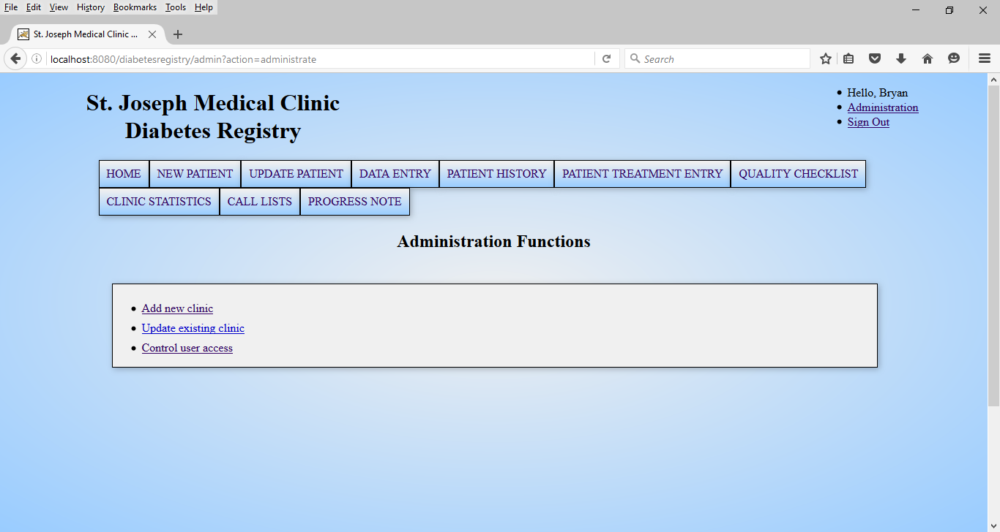 File Edit View History Bookmarks Tools Help
St. Joseph Medical Clinic ...
localhost:8080/diabetesregistry/admin?action=administrate
Search
St. Joseph Medical Clinic
Diabetes Registry
Hello, Bryan
Administration
Sign Out
HOME NEW PATIENT UPDATE PATIENT DATA ENTRY PATIENT HISTORY PATIENT TREATMENT ENTRY QUALITY CHECKLIST
CLINIC STATISTICS CALL LISTS PROGRESS NOTE
Administration Functions
Add new clinic
Update existing clinic
Control user access